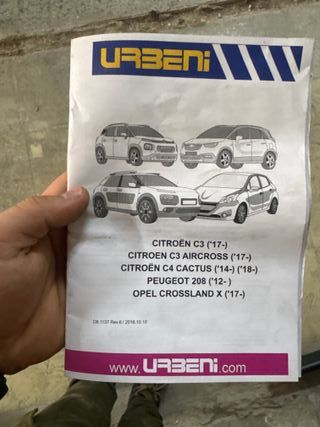 URBENI
CITROËN C3 ('17-)
CITROEN C3 AIRCROSS ('17-)
CITROËN C4 CACTUS ('14-) ('18-)
PEUGEOT 208 ('12- )
OPEL CROSSLAND X ('17-)
www.URBENI.com